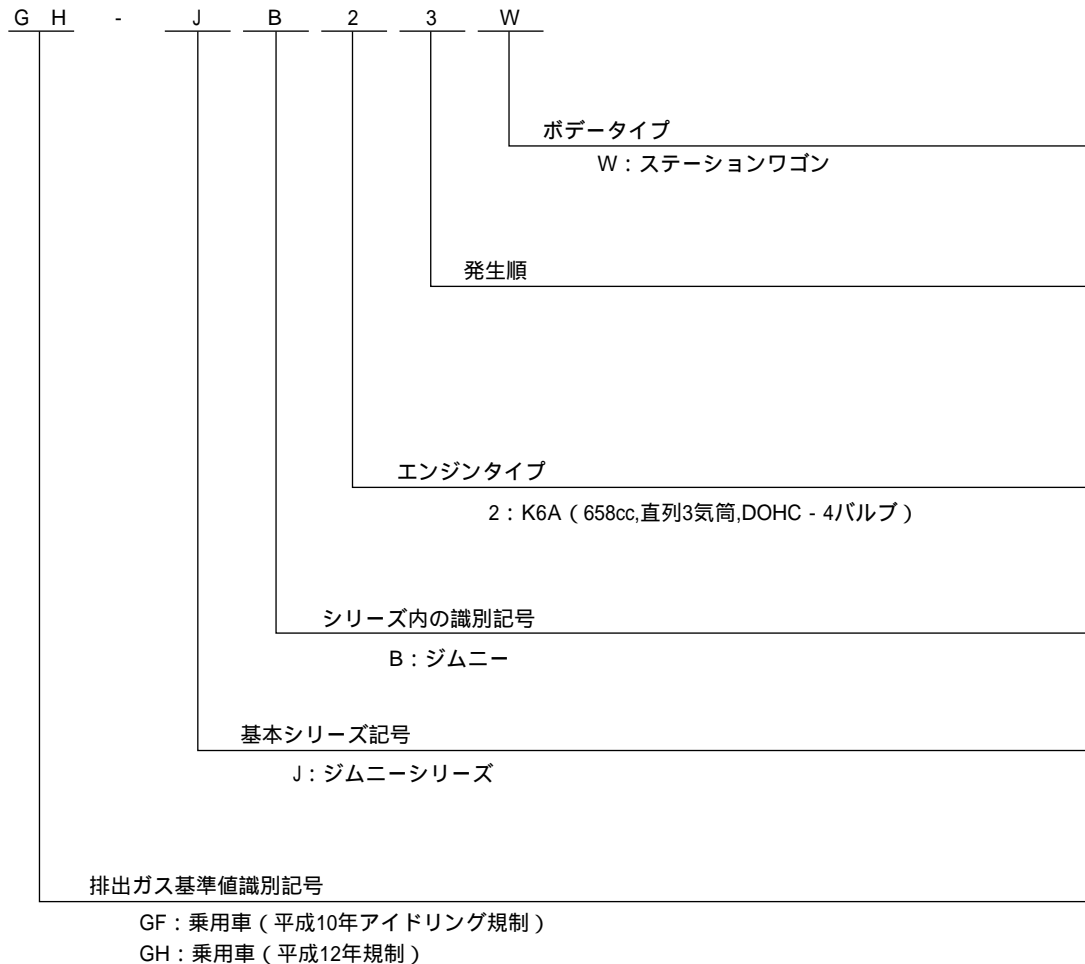 G H - J B 2 3 W
ボデータイプ
W：ステーションワゴン
発生順
エンジンタイプ
2：K6A（658cc,直列3気筒,DOHC - 4バルブ）
シリーズ内の識別記号
B：ジムニー
基本シリーズ記号
J：ジムニーシリーズ
排出ガス基準値識別記号
GF：乗用車（平成10年アイドリング規制）
GH：乗用車（平成12年規制）